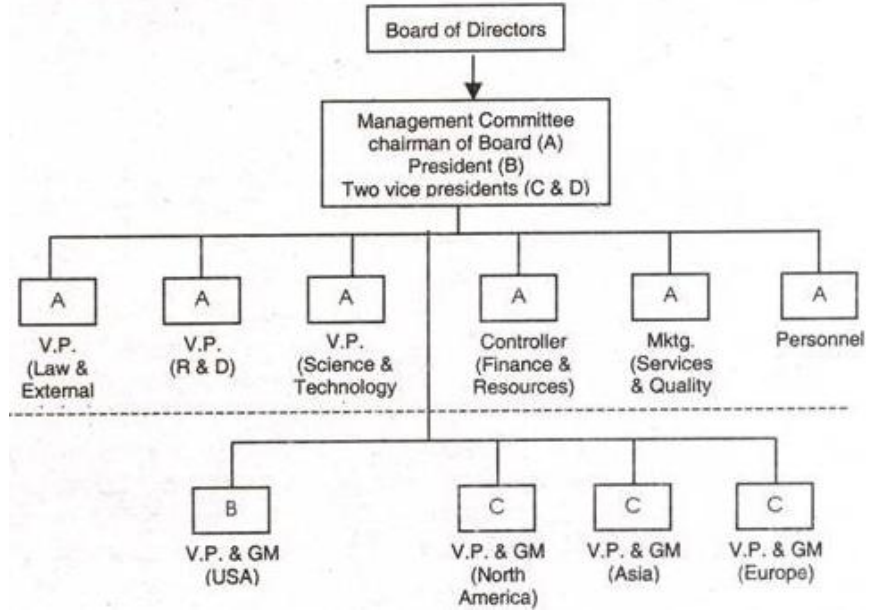 Board of Directors
Management Committee
chairman of Board (A)
President (B)
Two vice presidents (C & D)
A
A
A
A
A
A
V.P.
(Law &
External
V.P.
(R & D)
V.P.
(Science &
Technology
Controller
(Finance &
Resources)
Mktg.
(Services
& Quality
Personnel
B
C
C
C
V.P. & GM
(USA)
V.P. & GM
(North
America)
V.P. & GM
(Asia)
V.P. & GM
(Europe)